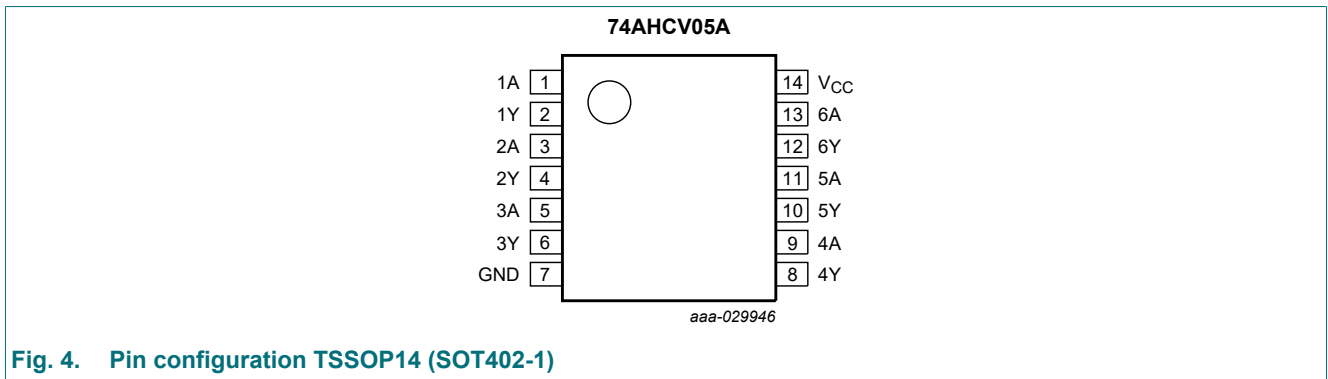 74AHCV05A
1A 1 14 VCC
1Y 2 13 6A
2A 3 12 6Y
2Y 4 11 5A
3A 5 10 5Y
3Y 6 9 4A
GND 7 8 4Y
aaa-029946
Fig. 4. Pin configuration TSSOP14 (SOT402-1)